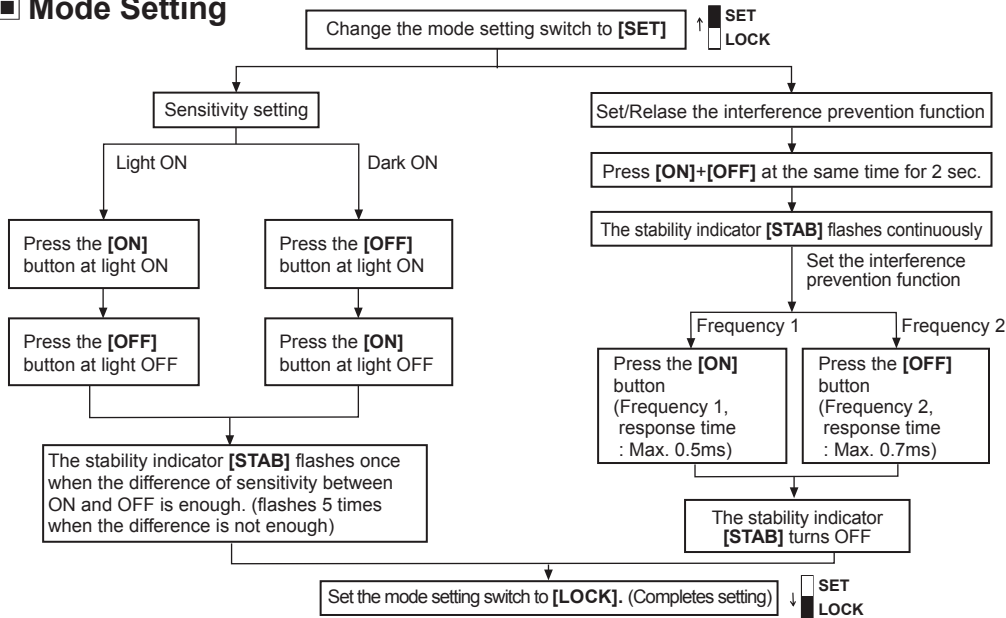 ■ Mode Setting
Change the mode setting switch to [SET]
↑
SET
LOCK
Sensitivity setting
Light ON
Dark ON
Press the [ON]
button at light ON
Press the [OFF]
button at light ON
Press the [OFF]
button at light OFF
Press the [ON]
button at light OFF
The stability indicator [STAB] flashes once
when the difference of sensitivity between
ON and OFF is enough. (flashes 5 times
when the difference is not enough)
Set/Relase the interference prevention function
Press [ON]+[OFF] at the same time for 2 sec.
The stability indicator [STAB] flashes continuously
Set the interference
prevention function
Frequency 1
Frequency 2
Press the [ON]
button
(Frequency 1,
response time
: Max. 0.5ms)
Press the [OFF]
button
(Frequency 2,
response time
: Max. 0.7ms)
The stability indicator
[STAB] turns OFF
Set the mode setting switch to [LOCK]. (Completes setting)
↓
SET
LOCK